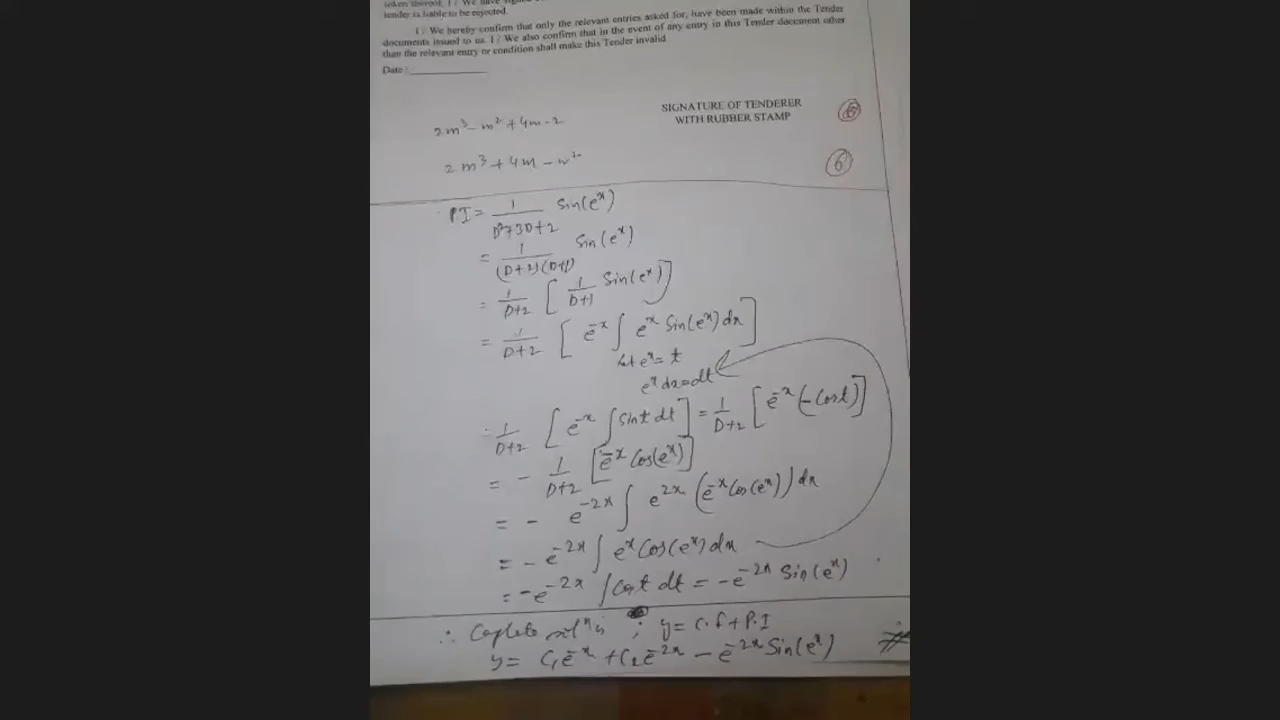 tender is liable to be rejected.
I / We hereby confirm that only the relevant entries asked for, have been made within the Tender
documents issued to us. I / We also confirm that in the event of any entry in this Tender document other
than the relevant entry or condition shall make this Tender invalid
Date :
SIGNATURE OF TENDERER
WITH RUBBER STAMP
2m³ - m² + 4m - 2
2m³ + 4m - m²
6
PI = 1/(D²+3D+2) Sin(eˣ)
= 1/((D+2)(D+1)) Sin(eˣ)
= 1/(D+2) [ 1/(D+1) Sin(eˣ) ]
= 1/(D+2) [ e⁻ˣ ∫ eˣ Sin(eˣ) dx ]
Let eˣ = t
eˣ dx = dt
1/(D+2) [ e⁻ˣ ∫ Sint dt ] = 1/(D+2) [ e⁻ˣ (-Cost) ]
= - 1/(D+2) [ e⁻ˣ Cos(eˣ) ]
= - e⁻²ˣ ∫ e²ˣ (e⁻ˣ Cos(eˣ)) dx
= - e⁻²ˣ ∫ eˣ Cos(eˣ) dx
= - e⁻²ˣ ∫ Cost dt = - e⁻²ˣ Sin(eˣ)
∴ Complete solⁿ is ; y = C.f + P.I
y = C₁e⁻ˣ + C₂e⁻²ˣ - e⁻²ˣ Sin(eˣ)